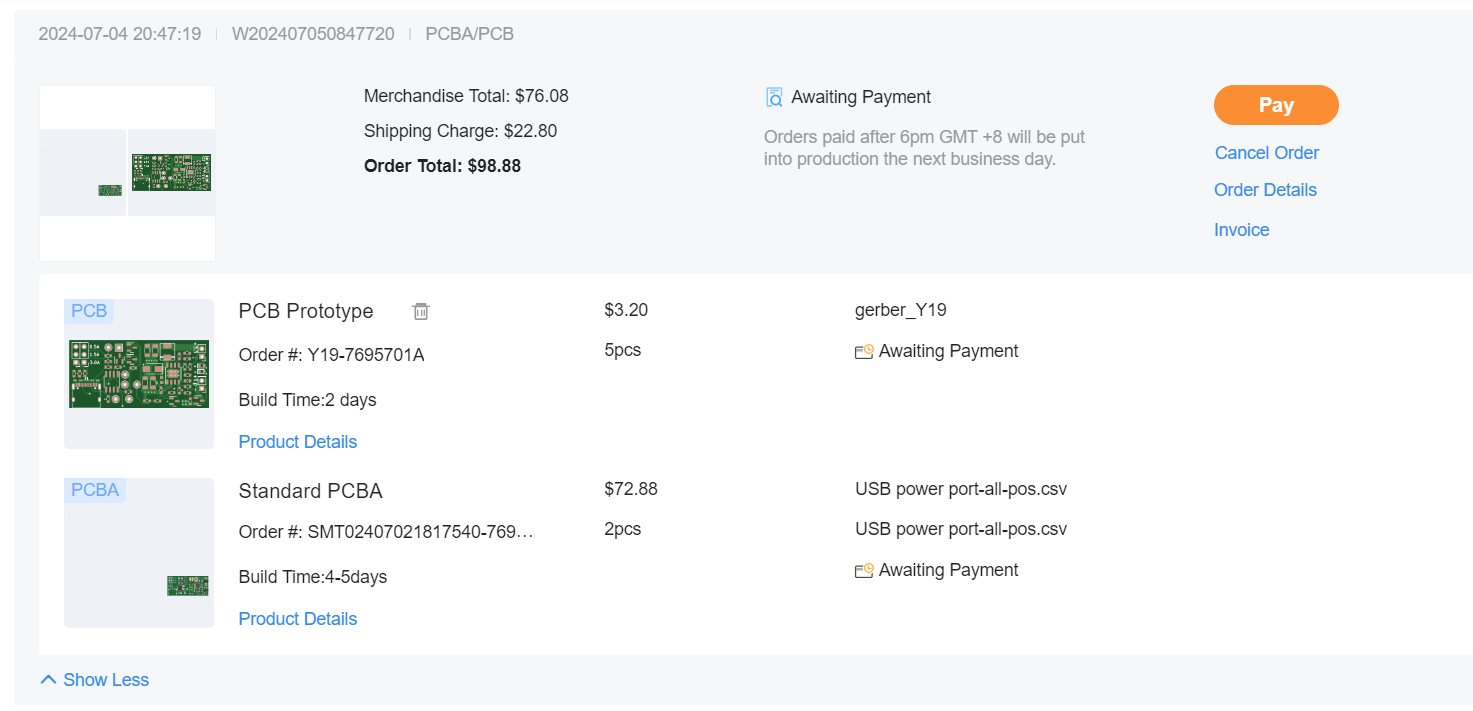 2024-07-04 20:47:19 W202407050847720 PCBA/PCB
Merchandise Total: $76.08
Shipping Charge: $22.80
Order Total: $98.88
Awaiting Payment
Orders paid after 6pm GMT +8 will be put
into production the next business day.
Pay
Cancel Order
Order Details
Invoice
PCB
PCB Prototype
$3.20
gerber_Y19
Order #: Y19-7695701A
5pcs
Awaiting Payment
Build Time:2 days
Product Details
PCBA
Standard PCBA
$72.88
USB power port-all-pos.csv
Order #: SMT02407021817540-769…
2pcs
USB power port-all-pos.csv
Build Time:4-5days
Awaiting Payment
Product Details
Show Less